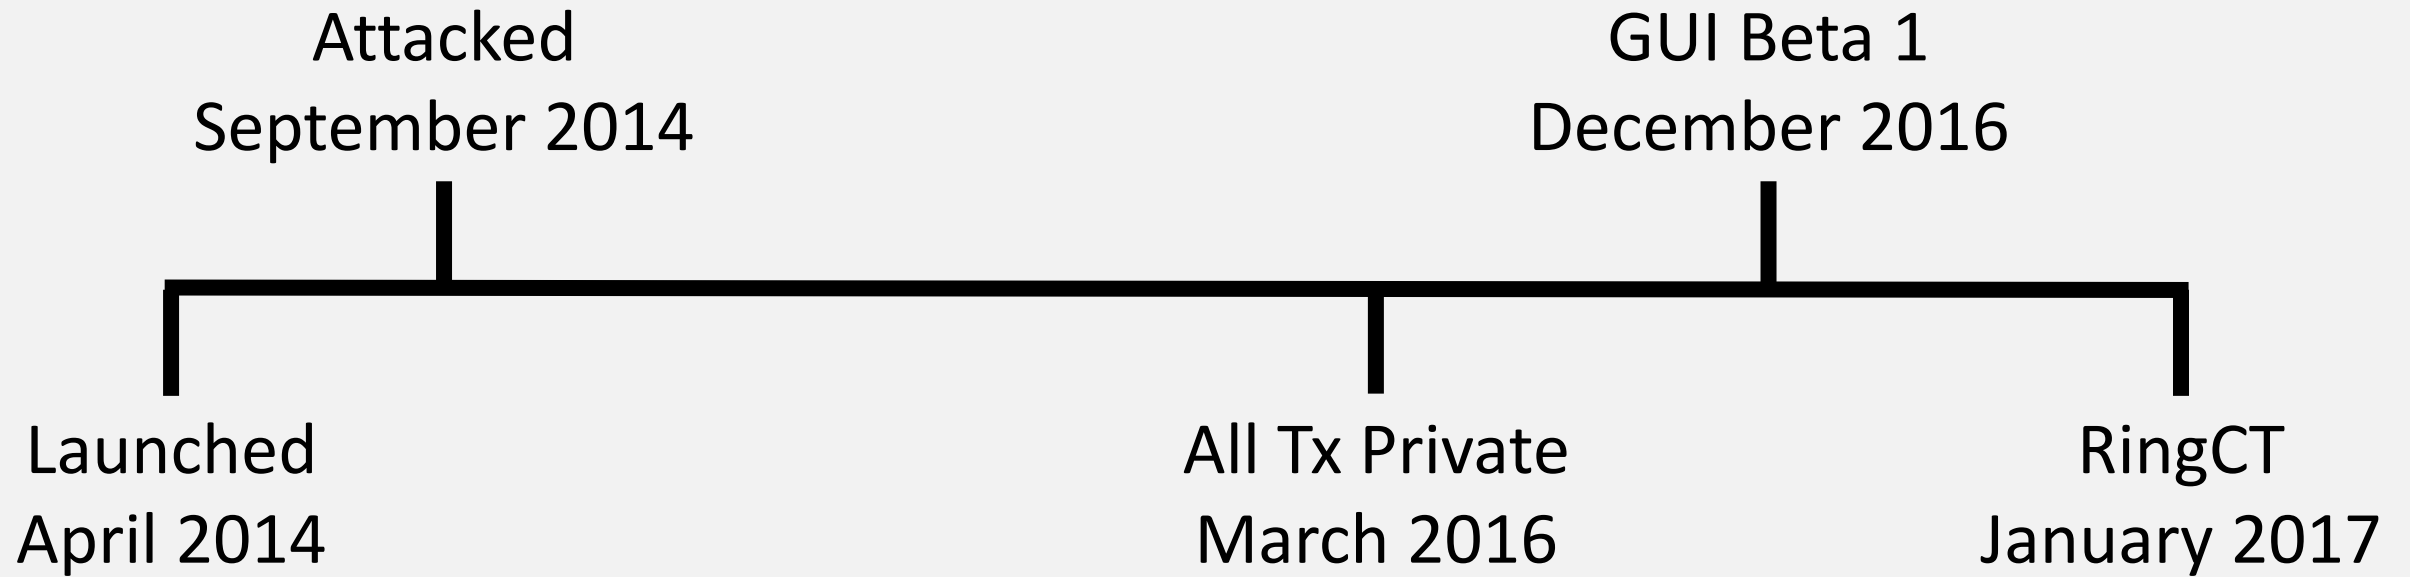 Attacked
September 2014
GUI Beta 1
December 2016
Launched
April 2014
All Tx Private
March 2016
RingCT
January 2017